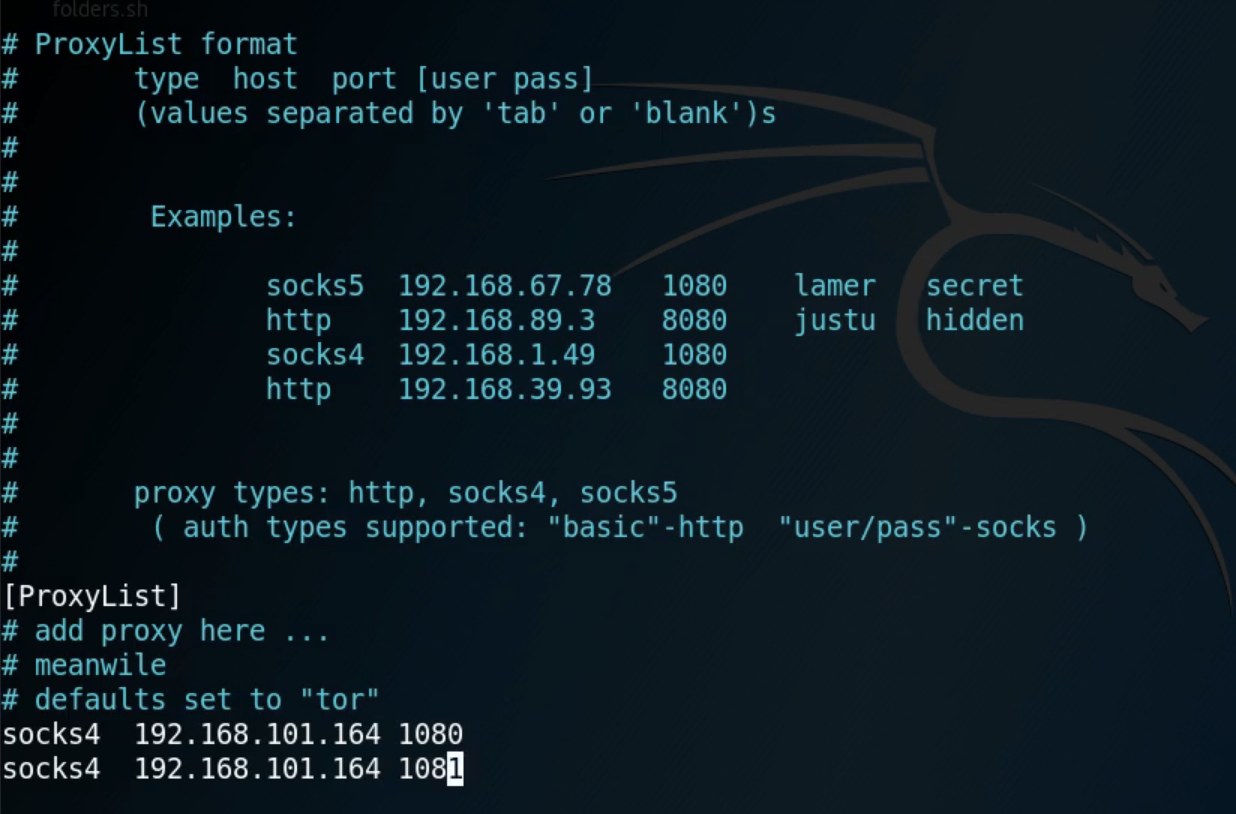 folders.sh
# ProxyList format
#       type  host  port [user pass]
#       (values separated by 'tab' or 'blank')s
#
#
#        Examples:
#
#               socks5  192.168.67.78   1080    lamer   secret
#               http    192.168.89.3    8080    justu   hidden
#               socks4  192.168.1.49    1080
#               http    192.168.39.93   8080
#
#
#       proxy types: http, socks4, socks5
#        ( auth types supported: "basic"-http  "user/pass"-socks )
#
[ProxyList]
# add proxy here ...
# meanwile
# defaults set to "tor"
socks4  192.168.101.164 1080
socks4  192.168.101.164 1081